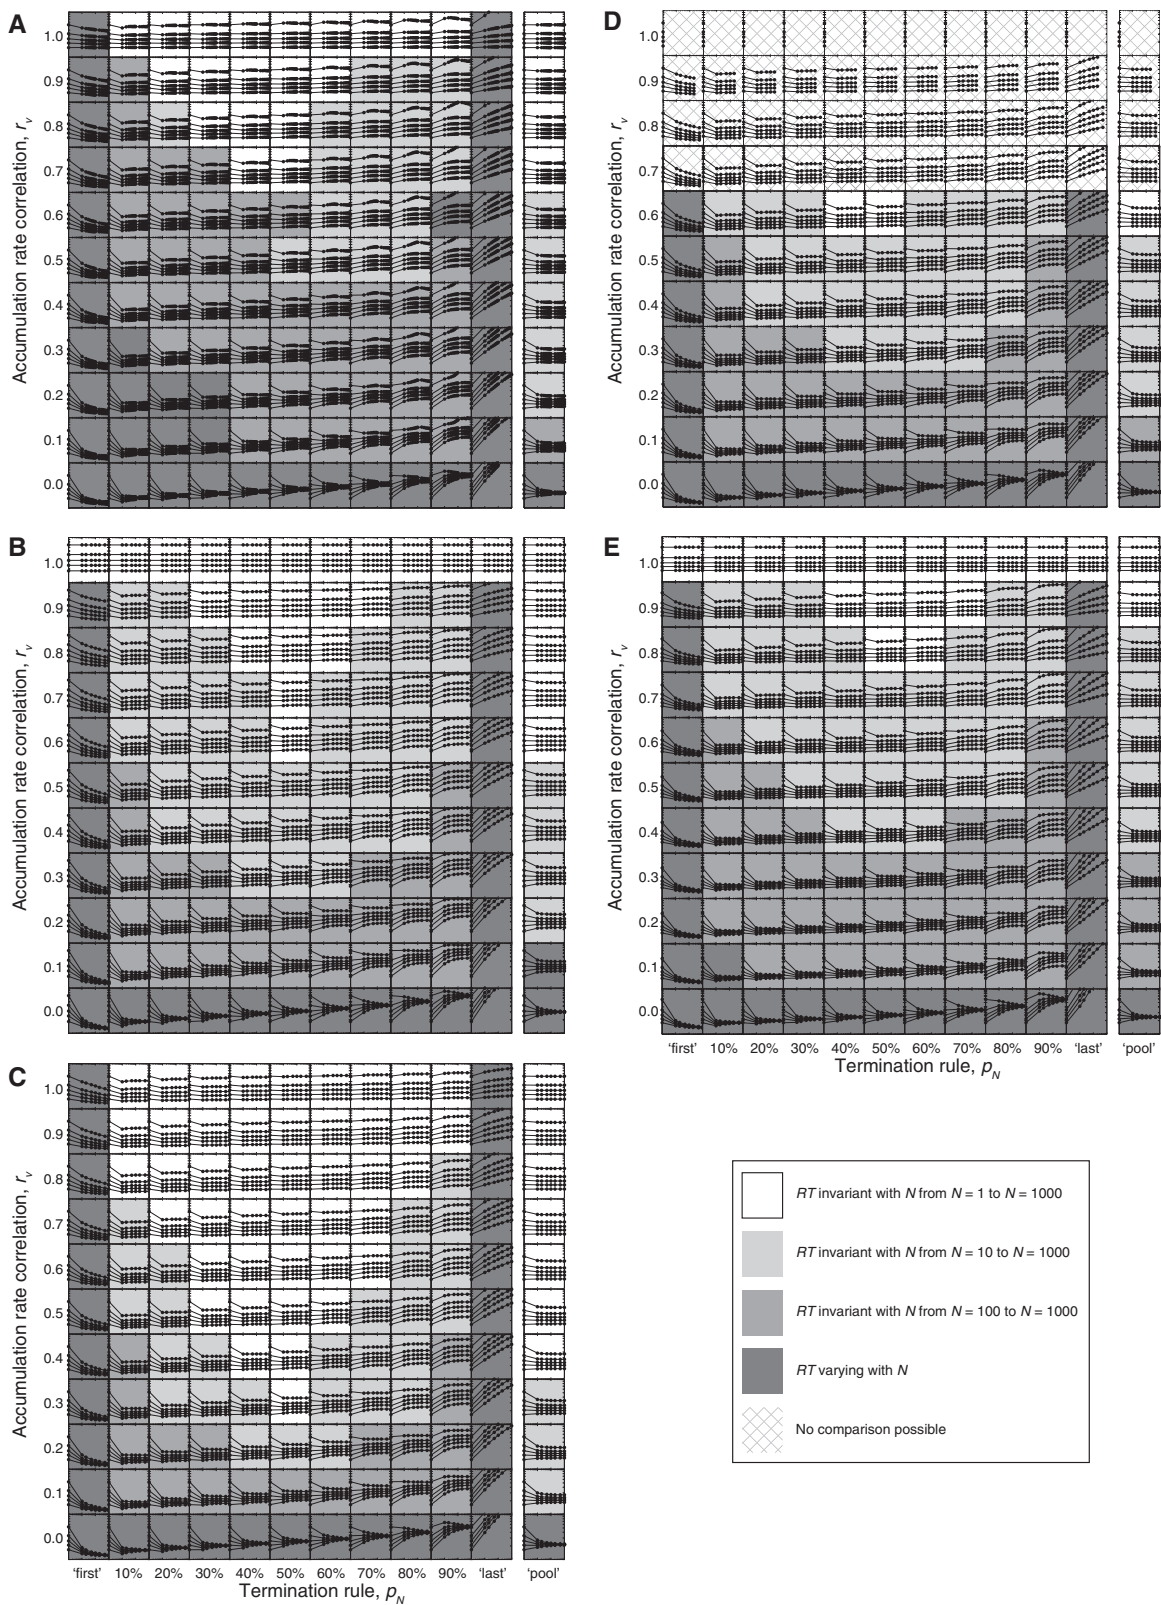 A
Accumulation rate correlation, r_v
1.0
0.9
0.8
0.7
0.6
0.5
0.4
0.3
0.2
0.1
0.0
B
Accumulation rate correlation, r_v
1.0
0.9
0.8
0.7
0.6
0.5
0.4
0.3
0.2
0.1
0.0
C
Accumulation rate correlation, r_v
1.0
0.9
0.8
0.7
0.6
0.5
0.4
0.3
0.2
0.1
0.0
'first' 10% 20% 30% 40% 50% 60% 70% 80% 90% 'last' 'pool'
Termination rule, p_N
D
Accumulation rate correlation, r_v
1.0
0.9
0.8
0.7
0.6
0.5
0.4
0.3
0.2
0.1
0.0
E
Accumulation rate correlation, r_v
1.0
0.9
0.8
0.7
0.6
0.5
0.4
0.3
0.2
0.1
0.0
'first' 10% 20% 30% 40% 50% 60% 70% 80% 90% 'last' 'pool'
Termination rule, p_N
RT invariant with N from N = 1 to N = 1000
RT invariant with N from N = 10 to N = 1000
RT invariant with N from N = 100 to N = 1000
RT varying with N
No comparison possible